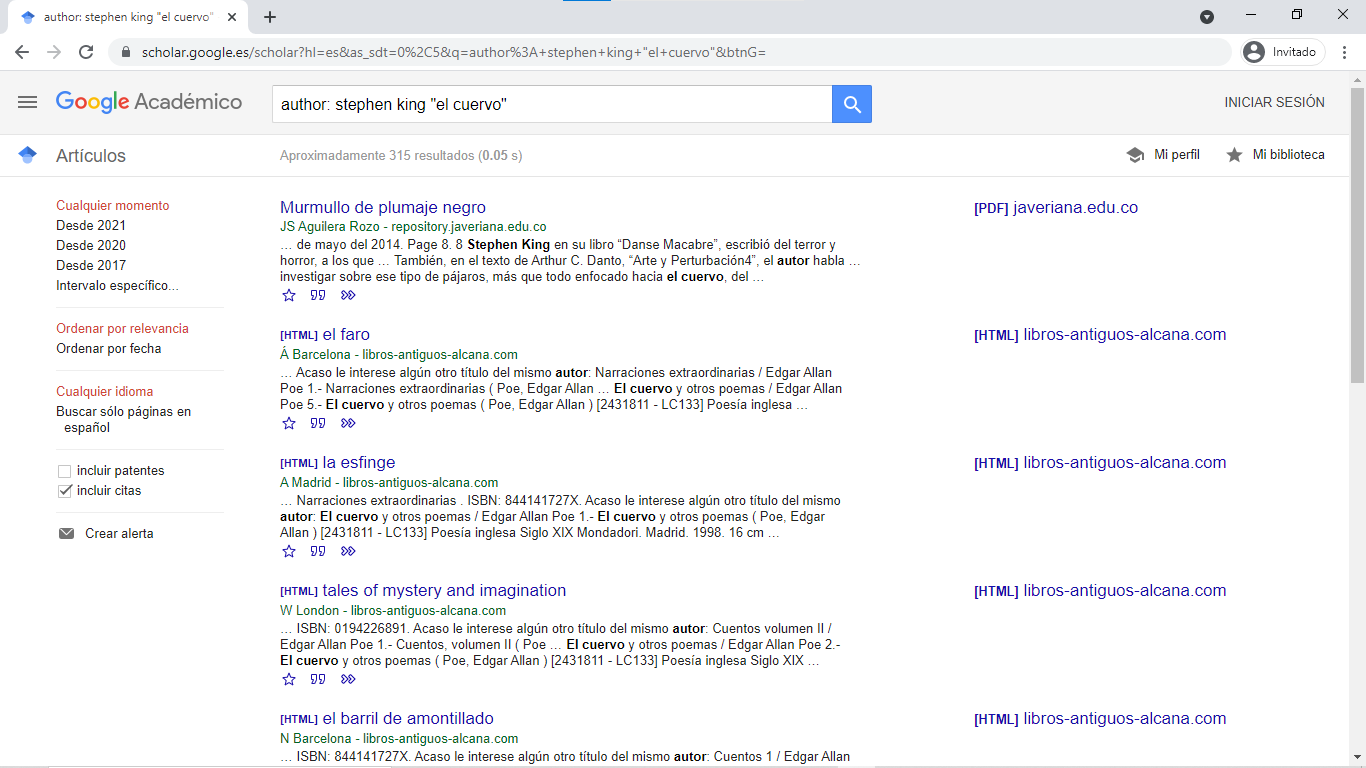 author: stephen king "el cuervo"
scholar.google.es/scholar?hl=es&as_sdt=0%2C5&q=author%3A+stephen+king+"el+cuervo"&btnG=
Invitado
Google Académico
author: stephen king "el cuervo"
INICIAR SESIÓN
Artículos
Aproximadamente 315 resultados (0.05 s)
Mi perfil
Mi biblioteca
Cualquier momento
Desde 2021
Desde 2020
Desde 2017
Intervalo específico...
Ordenar por relevancia
Ordenar por fecha
Cualquier idioma
Buscar sólo páginas en
español
incluir patentes
incluir citas
Crear alerta
Murmullo de plumaje negro
JS Aguilera Rozo - repository.javeriana.edu.co
… de mayo del 2014. Page 8. 8 Stephen King en su libro “Danse Macabre”, escribió del terror y
horror, a los que … También, en el texto de Arthur C. Danto, “Arte y Perturbación4”, el autor habla …
investigar sobre ese tipo de pájaros, más que todo enfocado hacia el cuervo, del …
[PDF] javeriana.edu.co
[HTML] el faro
Á Barcelona - libros-antiguos-alcana.com
… Acaso le interese algún otro título del mismo autor: Narraciones extraordinarias / Edgar Allan
Poe 1.- Narraciones extraordinarias ( Poe, Edgar Allan … El cuervo y otros poemas / Edgar Allan
Poe 5.- El cuervo y otros poemas ( Poe, Edgar Allan ) [2431811 - LC133] Poesía inglesa …
[HTML] libros-antiguos-alcana.com
[HTML] la esfinge
A Madrid - libros-antiguos-alcana.com
… Narraciones extraordinarias . ISBN: 844141727X. Acaso le interese algún otro título del mismo
autor: El cuervo y otros poemas / Edgar Allan Poe 1.- El cuervo y otros poemas ( Poe, Edgar
Allan ) [2431811 - LC133] Poesía inglesa Siglo XIX Mondadori. Madrid. 1998. 16 cm …
[HTML] libros-antiguos-alcana.com
[HTML] tales of mystery and imagination
W London - libros-antiguos-alcana.com
… ISBN: 0194226891. Acaso le interese algún otro título del mismo autor: Cuentos volumen II /
Edgar Allan Poe 1.- Cuentos, volumen II ( Poe … El cuervo y otros poemas / Edgar Allan Poe 2.-
El cuervo y otros poemas ( Poe, Edgar Allan ) [2431811 - LC133] Poesía inglesa Siglo XIX …
[HTML] libros-antiguos-alcana.com
[HTML] el barril de amontillado
N Barcelona - libros-antiguos-alcana.com
… ISBN: 844141727X. Acaso le interese algún otro título del mismo autor: Cuentos 1 / Edgar Allan
[HTML] libros-antiguos-alcana.com